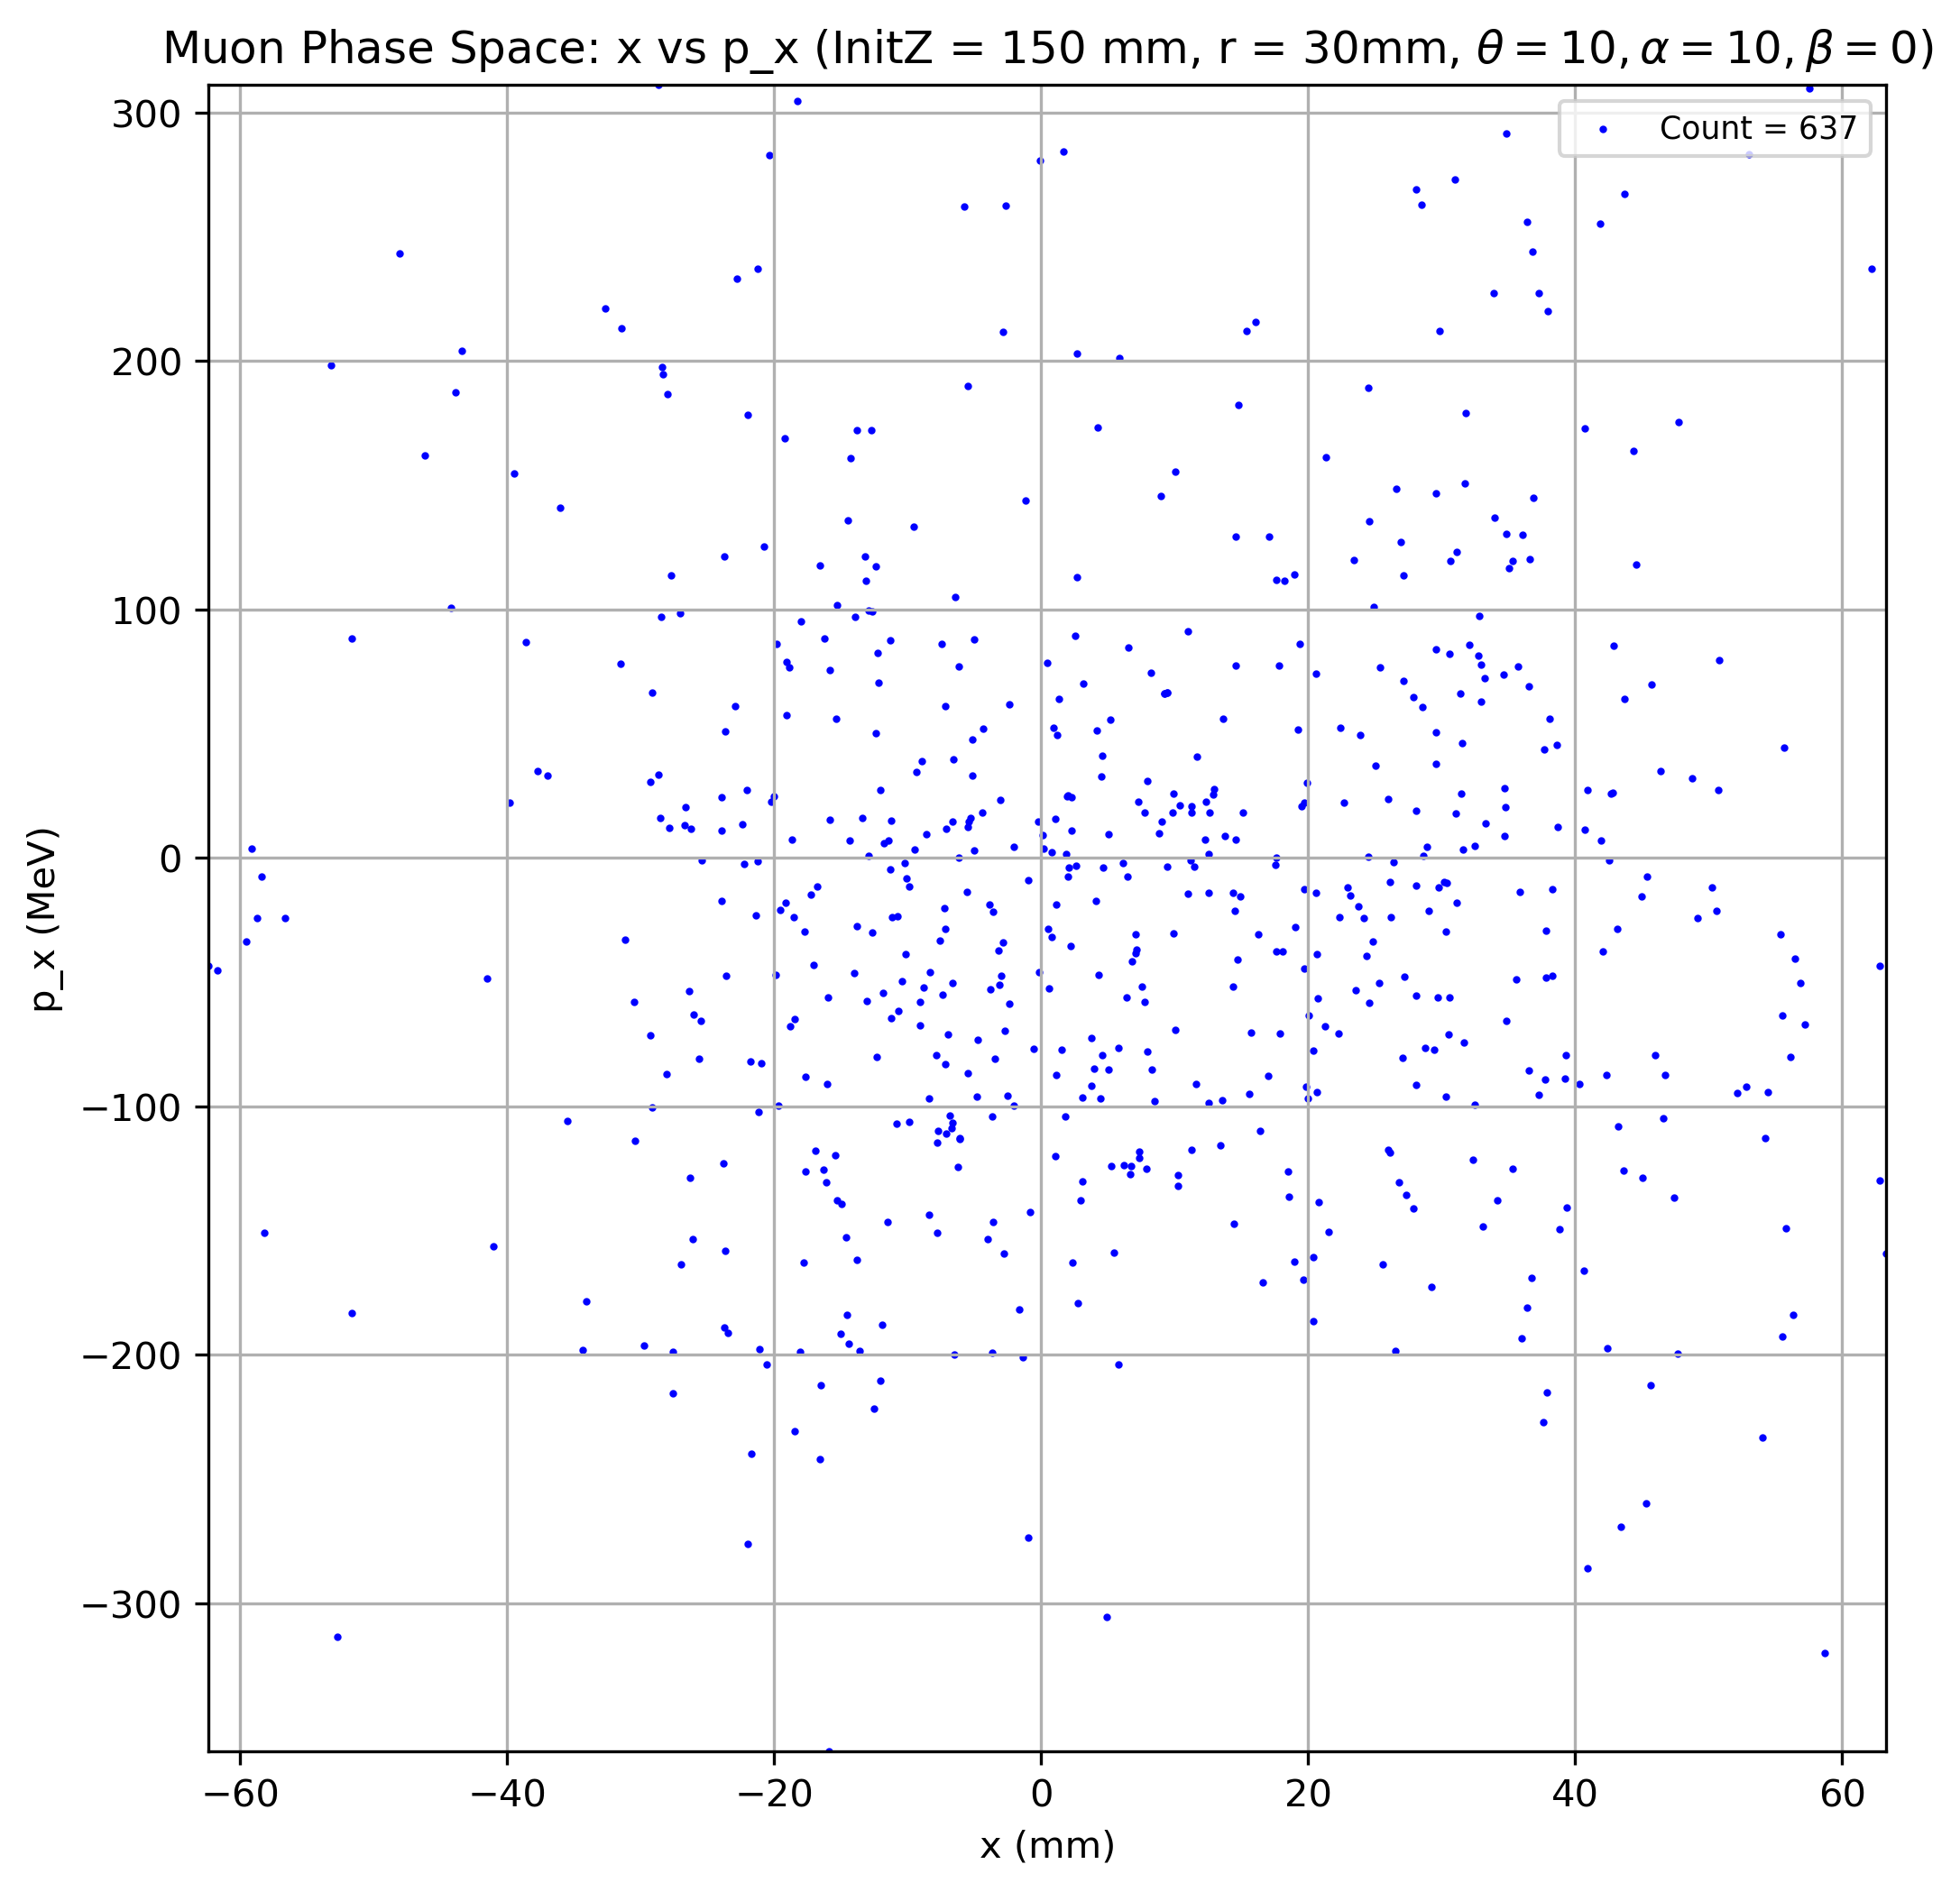 Muon Phase Space: x vs p_x (InitZ = 150 mm, r = 30mm, θ = 10, α = 10, β = 0)
Count = 637
300
200
100
0
−100
−200
−300
p_x (MeV)
−60 −40 −20 0 20 40 60
x (mm)